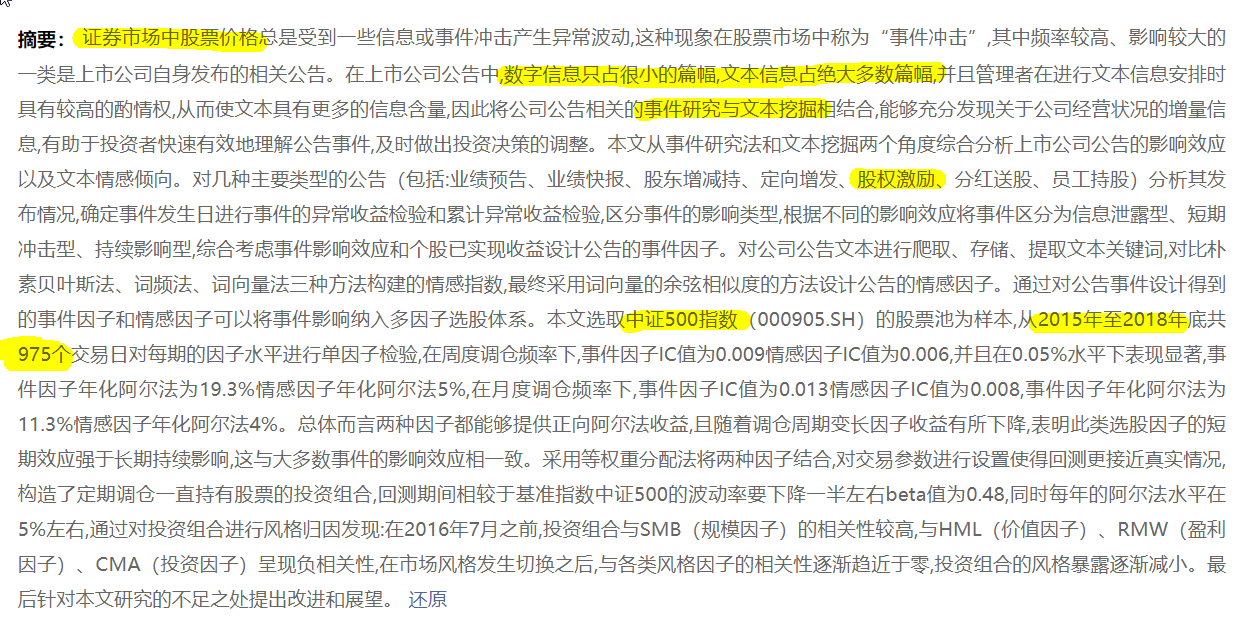 摘要： 证券市场中股票价格总是受到一些信息或事件冲击产生异常波动,这种现象在股票市场中称为“事件冲击”,其中频率较高、影响较大的
一类是上市公司自身发布的相关公告。在上市公司公告中,数字信息只占很小的篇幅,文本信息占绝大多数篇幅,并且管理者在进行文本信息安排时
具有较高的酌情权,从而使文本具有更多的信息含量,因此将公司公告相关的事件研究与文本挖掘相结合,能够充分发现关于公司经营状况的增量信
息,有助于投资者快速有效地理解公告事件,及时做出投资决策的调整。本文从事件研究法和文本挖掘两个角度综合分析上市公司公告的影响效应
以及文本情感倾向。对几种主要类型的公告（包括:业绩预告、业绩快报、股东增减持、定向增发、股权激励、分红送股、员工持股）分析其发
布情况,确定事件发生日进行事件的异常收益检验和累计异常收益检验,区分事件的影响类型,根据不同的影响效应将事件区分为信息泄露型、短期
冲击型、持续影响型,综合考虑事件影响效应和个股已实现收益设计公告的事件因子。对公司公告文本进行爬取、存储、提取文本关键词,对比朴
素贝叶斯法、词频法、词向量法三种方法构建的情感指数,最终采用词向量的余弦相似度的方法设计公告的情感因子。通过对公告事件设计得到
的事件因子和情感因子可以将事件影响纳入多因子选股体系。本文选取中证500指数（000905.SH）的股票池为样本,从2015年至2018年底共
975个交易日对每期的因子水平进行单因子检验,在周度调仓频率下,事件因子IC值为0.009情感因子IC值为0.006,并且在0.05%水平下表现显著,事
件因子年化阿尔法为19.3%情感因子年化阿尔法5%,在月度调仓频率下,事件因子IC值为0.013情感因子IC值为0.008,事件因子年化阿尔法为
11.3%情感因子年化阿尔法4%。总体而言两种因子都能够提供正向阿尔法收益,且随着调仓周期变长因子收益有所下降,表明此类选股因子的短
期效应强于长期持续影响,这与大多数事件的影响效应相一致。采用等权重分配法将两种因子结合,对交易参数进行设置使得回测更接近真实情况,
构造了定期调仓一直持有股票的投资组合,回测期间相较于基准指数中证500的波动率要下降一半左右beta值为0.48,同时每年的阿尔法水平在
5%左右,通过对投资组合进行风格归因发现:在2016年7月之前,投资组合与SMB（规模因子）的相关性较高,与HML（价值因子）、RMW（盈利
因子）、CMA（投资因子）呈现负相关性,在市场风格发生切换之后,与各类风格因子的相关性逐渐趋近于零,投资组合的风格暴露逐渐减小。最
后针对本文研究的不足之处提出改进和展望。 还原